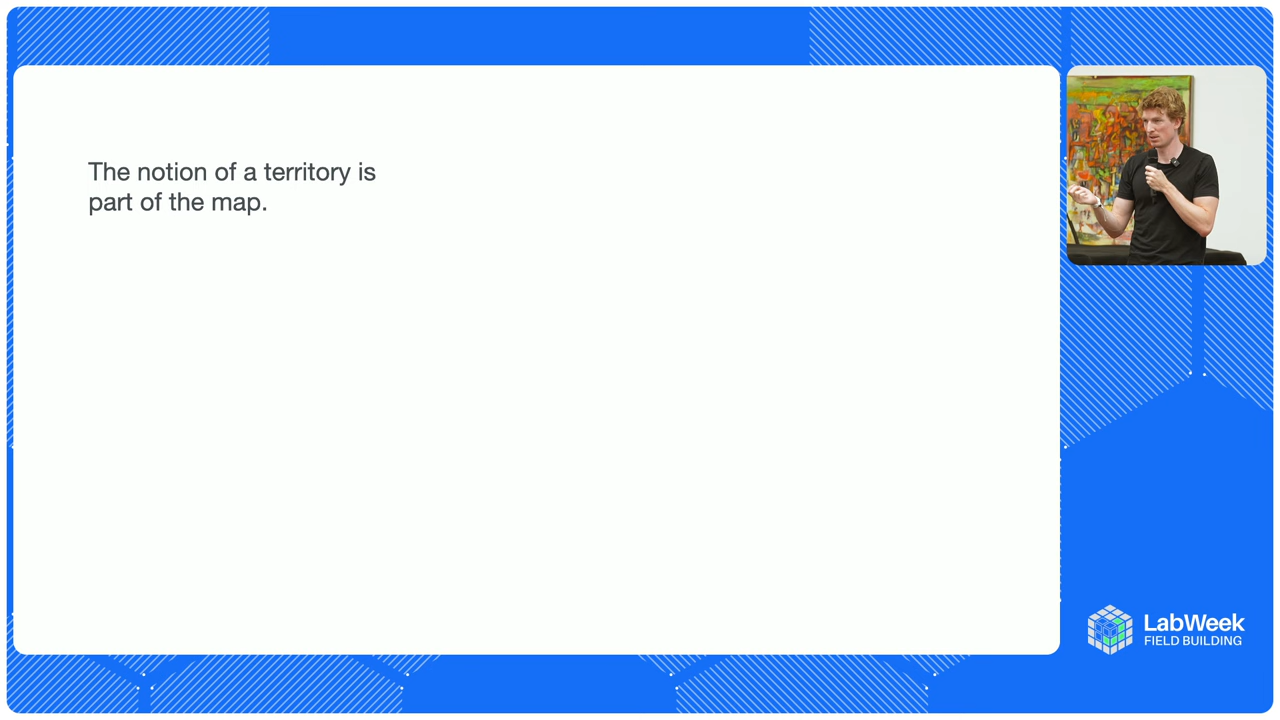 The notion of a territory is
part of the map.
LabWeek
FIELD BUILDING